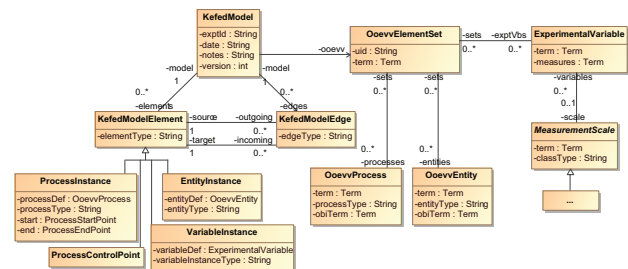 KefedModel
-exptId : String
-date : String
-notes : String
-version : int
-ooevv
OoevvElementSet
-uid : String
-term : Term
-sets
0..*
-exptVbs
0..*
ExperimentalVariable
-term : Term
-measures : Term
-model
1
-model
1
0..*
-elements
0..*
-edges
-sets
0..*
-sets
0..*
-variables
0..*
0..1
-scale
KefedModelElement
-elementType : String
-source
1
-outgoing
0..*
-target
1
-incoming
0..*
KefedModelEdge
-edgeType : String
MeasurementScale
-term : Term
-classType : String
0..*
-processes
0..*
-entities
ProcessInstance
-processDef : OoevvProcess
-processType : String
-start : ProcessStartPoint
-end : ProcessEndPoint
EntityInstance
-entityDef : OoevvEntity
-entityType : String
OoevvProcess
-term : Term
-processType : String
-obiTerm : Term
OoevvEntity
-term : Term
-entityType : String
-obiTerm : Term
...
ProcessControlPoint
VariableInstance
-variableDef : ExperimentalVariable
-variableInstanceType : String